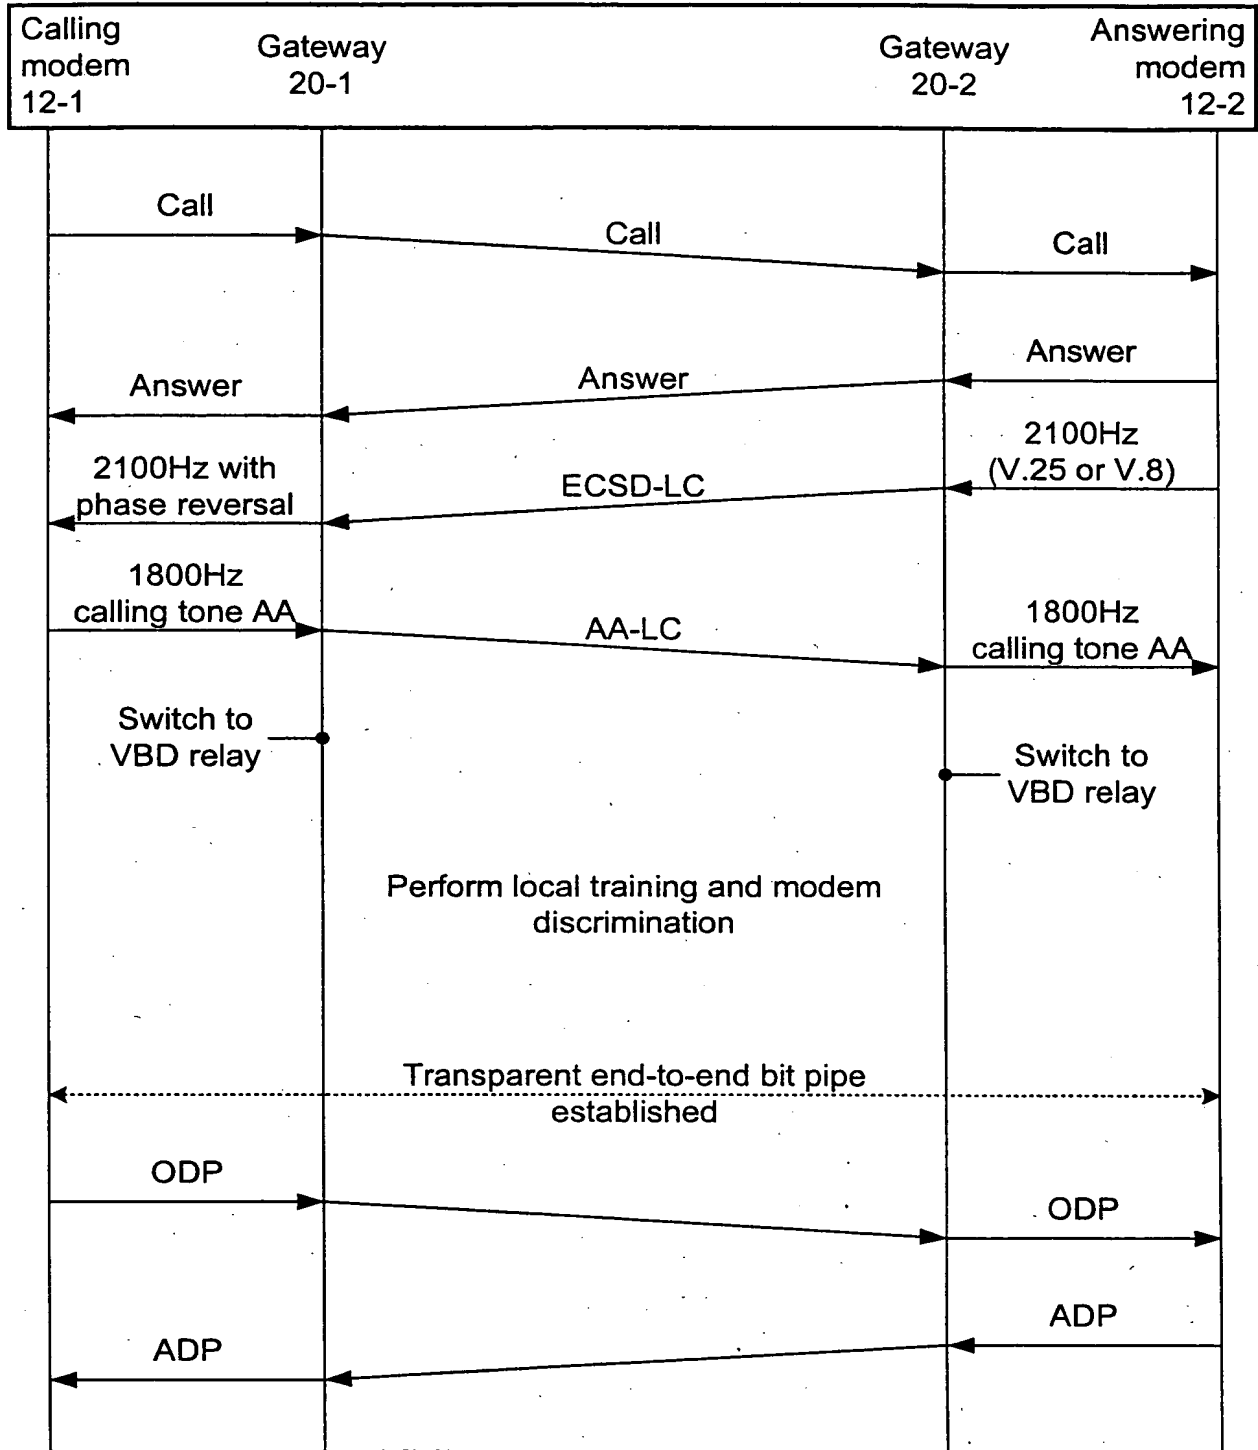 Calling
modem
12-1
Gateway
20-1
Gateway
20-2
Answering
modem
12-2
Call
Call
Call
Answer
Answer
Answer
2100Hz
(V.25 or V.8)
ECSD-LC
2100Hz with
phase reversal
1800Hz
calling tone AA
AA-LC
1800Hz
calling tone AA
Switch to
VBD relay
Switch to
VBD relay
Perform local training and modem
discrimination
Transparent end-to-end bit pipe
established
ODP
ODP
ADP
ADP